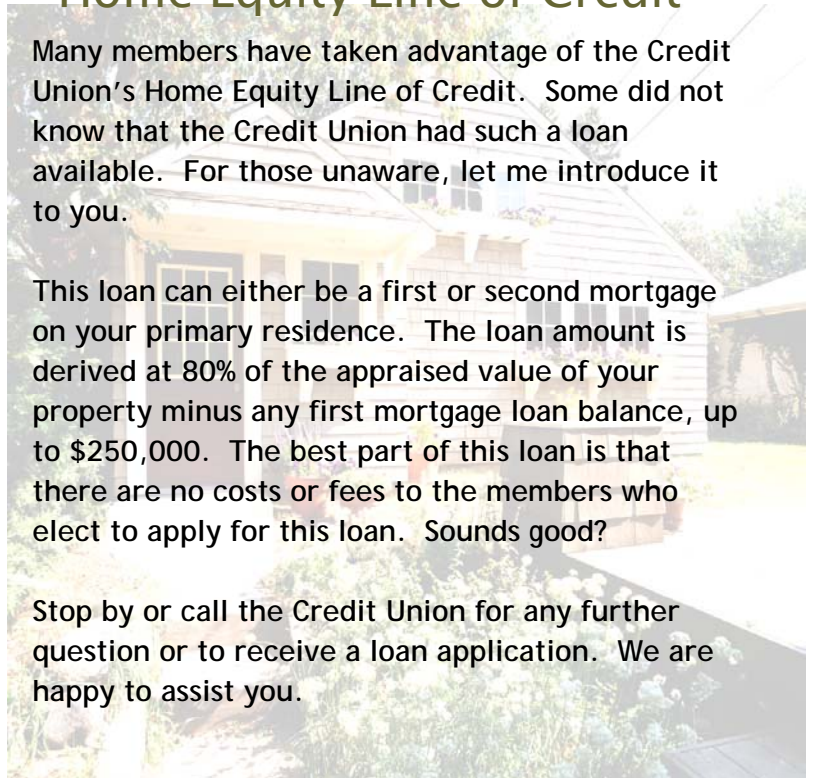 Home Equity Line of Credit
Many members have taken advantage of the Credit
Union's Home Equity Line of Credit.  Some did not
know that the Credit Union had such a loan
available.  For those unaware, let me introduce it
to you.
This loan can either be a first or second mortgage
on your primary residence.  The loan amount is
derived at 80% of the appraised value of your
property minus any first mortgage loan balance, up
to $250,000.  The best part of this loan is that
there are no costs or fees to the members who
elect to apply for this loan.  Sounds good?
Stop by or call the Credit Union for any further
question or to receive a loan application.  We are
happy to assist you.